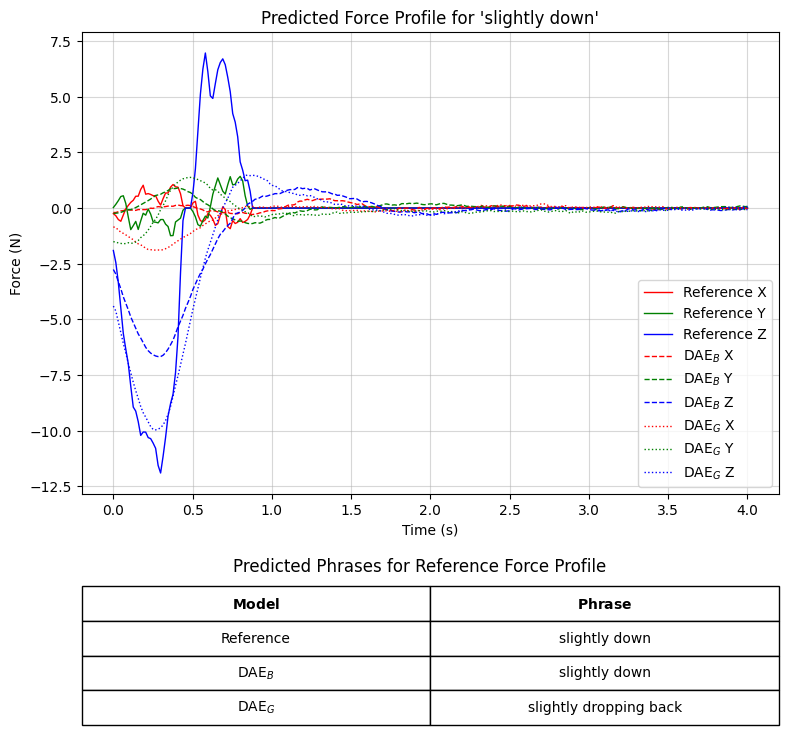 Predicted Force Profile for 'slightly down'
7.5
5.0
2.5
0.0
−2.5
−5.0
−7.5
−10.0
−12.5
Force (N)
Reference X
Reference Y
Reference Z
DAE_B X
DAE_B Y
DAE_B Z
DAE_G X
DAE_G Y
DAE_G Z
0.0 0.5 1.0 1.5 2.0 2.5 3.0 3.5 4.0
Time (s)
Predicted Phrases for Reference Force Profile
Model Phrase
Reference slightly down
DAE_B slightly down
DAE_G slightly dropping back